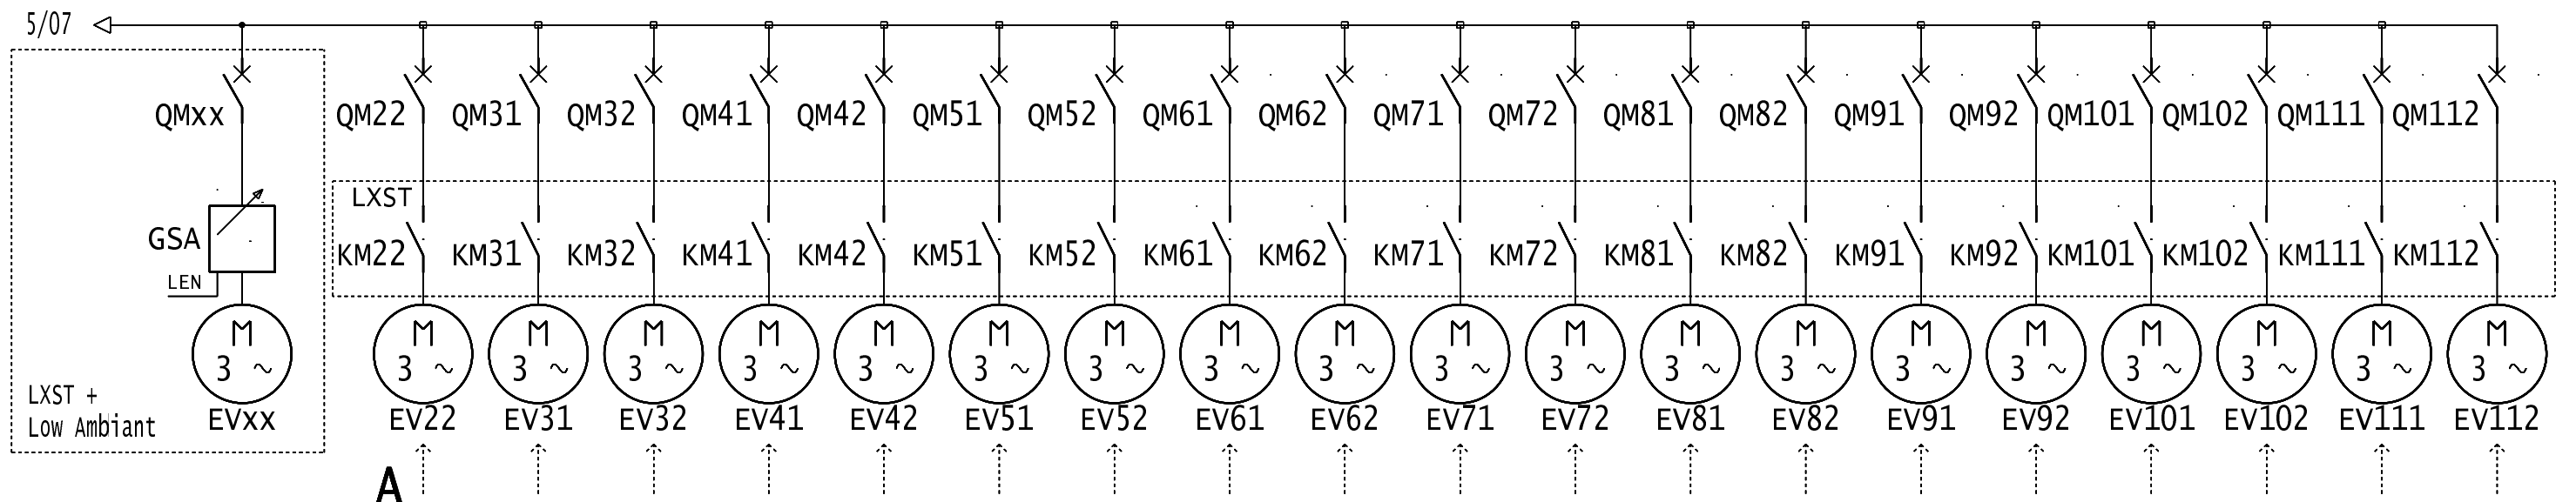 5/07
QMxx QM22 QM31 QM32 QM41 QM42 QM51 QM52 QM61 QM62 QM71 QM72 QM81 QM82 QM91 QM92 QM101 QM102 QM111 QM112
LXST
GSA KM22 KM31 KM32 KM41 KM42 KM51 KM52 KM61 KM62 KM71 KM72 KM81 KM82 KM91 KM92 KM101 KM102 KM111 KM112
LEN
M M M M M M M M M M M M M M M M M M M M
3 ~ 3 ~ 3 ~ 3 ~ 3 ~ 3 ~ 3 ~ 3 ~ 3 ~ 3 ~ 3 ~ 3 ~ 3 ~ 3 ~ 3 ~ 3 ~ 3 ~ 3 ~ 3 ~ 3 ~
LXST +
Low Ambiant
EVxx EV22 EV31 EV32 EV41 EV42 EV51 EV52 EV61 EV62 EV71 EV72 EV81 EV82 EV91 EV92 EV101 EV102 EV111 EV112
A